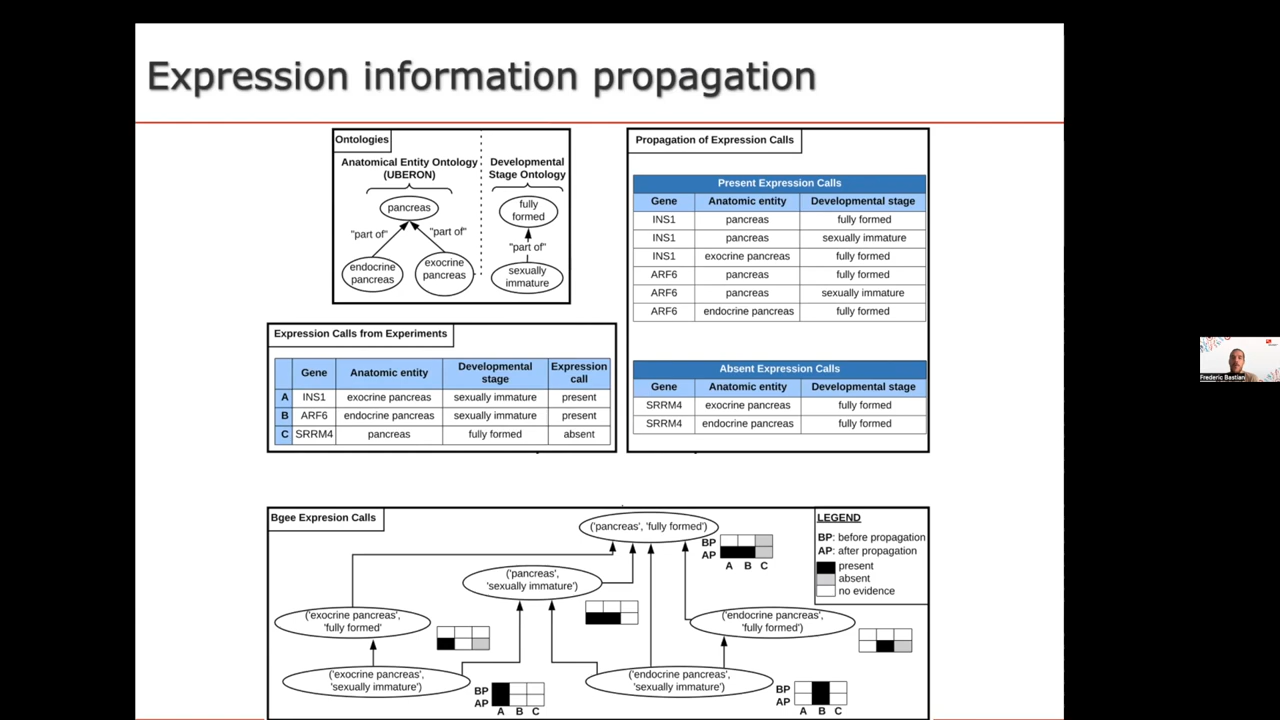 Expression information propagation
Ontologies
Anatomical Entity Ontology
(UBERON)
Developmental
Stage Ontology
pancreas
"part of"
"part of"
endocrine
pancreas
exocrine
pancreas
fully
formed
"part of"
sexually
immature
Expression Calls from Experiments
Gene Anatomic entity Developmental stage Expression call
A INS1 exocrine pancreas sexually immature present
B ARF6 endocrine pancreas sexually immature present
C SRRM4 pancreas fully formed absent
Propagation of Expression Calls
Present Expression Calls
Gene Anatomic entity Developmental stage
INS1 pancreas fully formed
INS1 pancreas sexually immature
INS1 exocrine pancreas fully formed
ARF6 pancreas fully formed
ARF6 pancreas sexually immature
ARF6 endocrine pancreas fully formed
Absent Expression Calls
Gene Anatomic entity Developmental stage
SRRM4 exocrine pancreas fully formed
SRRM4 endocrine pancreas fully formed
Frederic Bastian
Bgee Expresion Calls
('pancreas', 'fully formed')
BP
AP
A B C
('pancreas',
'sexually immature')
('exocrine pancreas',
'fully formed'
('endocrine pancreas',
'fully formed')
('exocrine pancreas',
'sexually immature')
BP
AP
A B C
('endocrine pancreas',
'sexually immature')
BP
AP
A B C
LEGEND
BP: before propagation
AP: after propagation
present
absent
no evidence